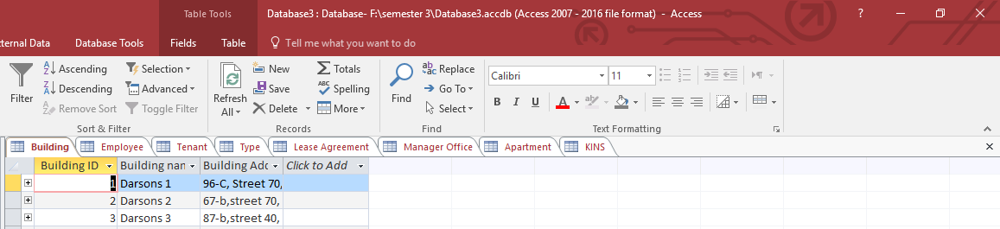 Table Tools Database3 : Database- F:\semester 3\Database3.accdb (Access 2007 - 2016 file format) - Access ?
ternal Data Database Tools Fields Table Tell me what you want to do
Filter Ascending Descending Remove Sort Selection Advanced Toggle Filter
Sort & Filter
Refresh All New Save Delete Totals Spelling More
Records
Find Replace Go To Select
Find
Calibri 11
B I U A
Text Formatting
Building Employee Tenant Type Lease Agreement Manager Office Apartment KINS
Building ID Building nan Building Adc Click to Add
1 Darsons 1 96-C, Street 70,
2 Darsons 2 67-b,street 70,
3 Darsons 3 87-b,street 40,